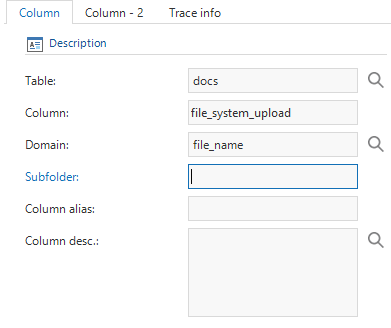 Column Column - 2 Trace info
Description
Table: docs
Column: file_system_upload
Domain: file_name
Subfolder:
Column alias:
Column desc.: